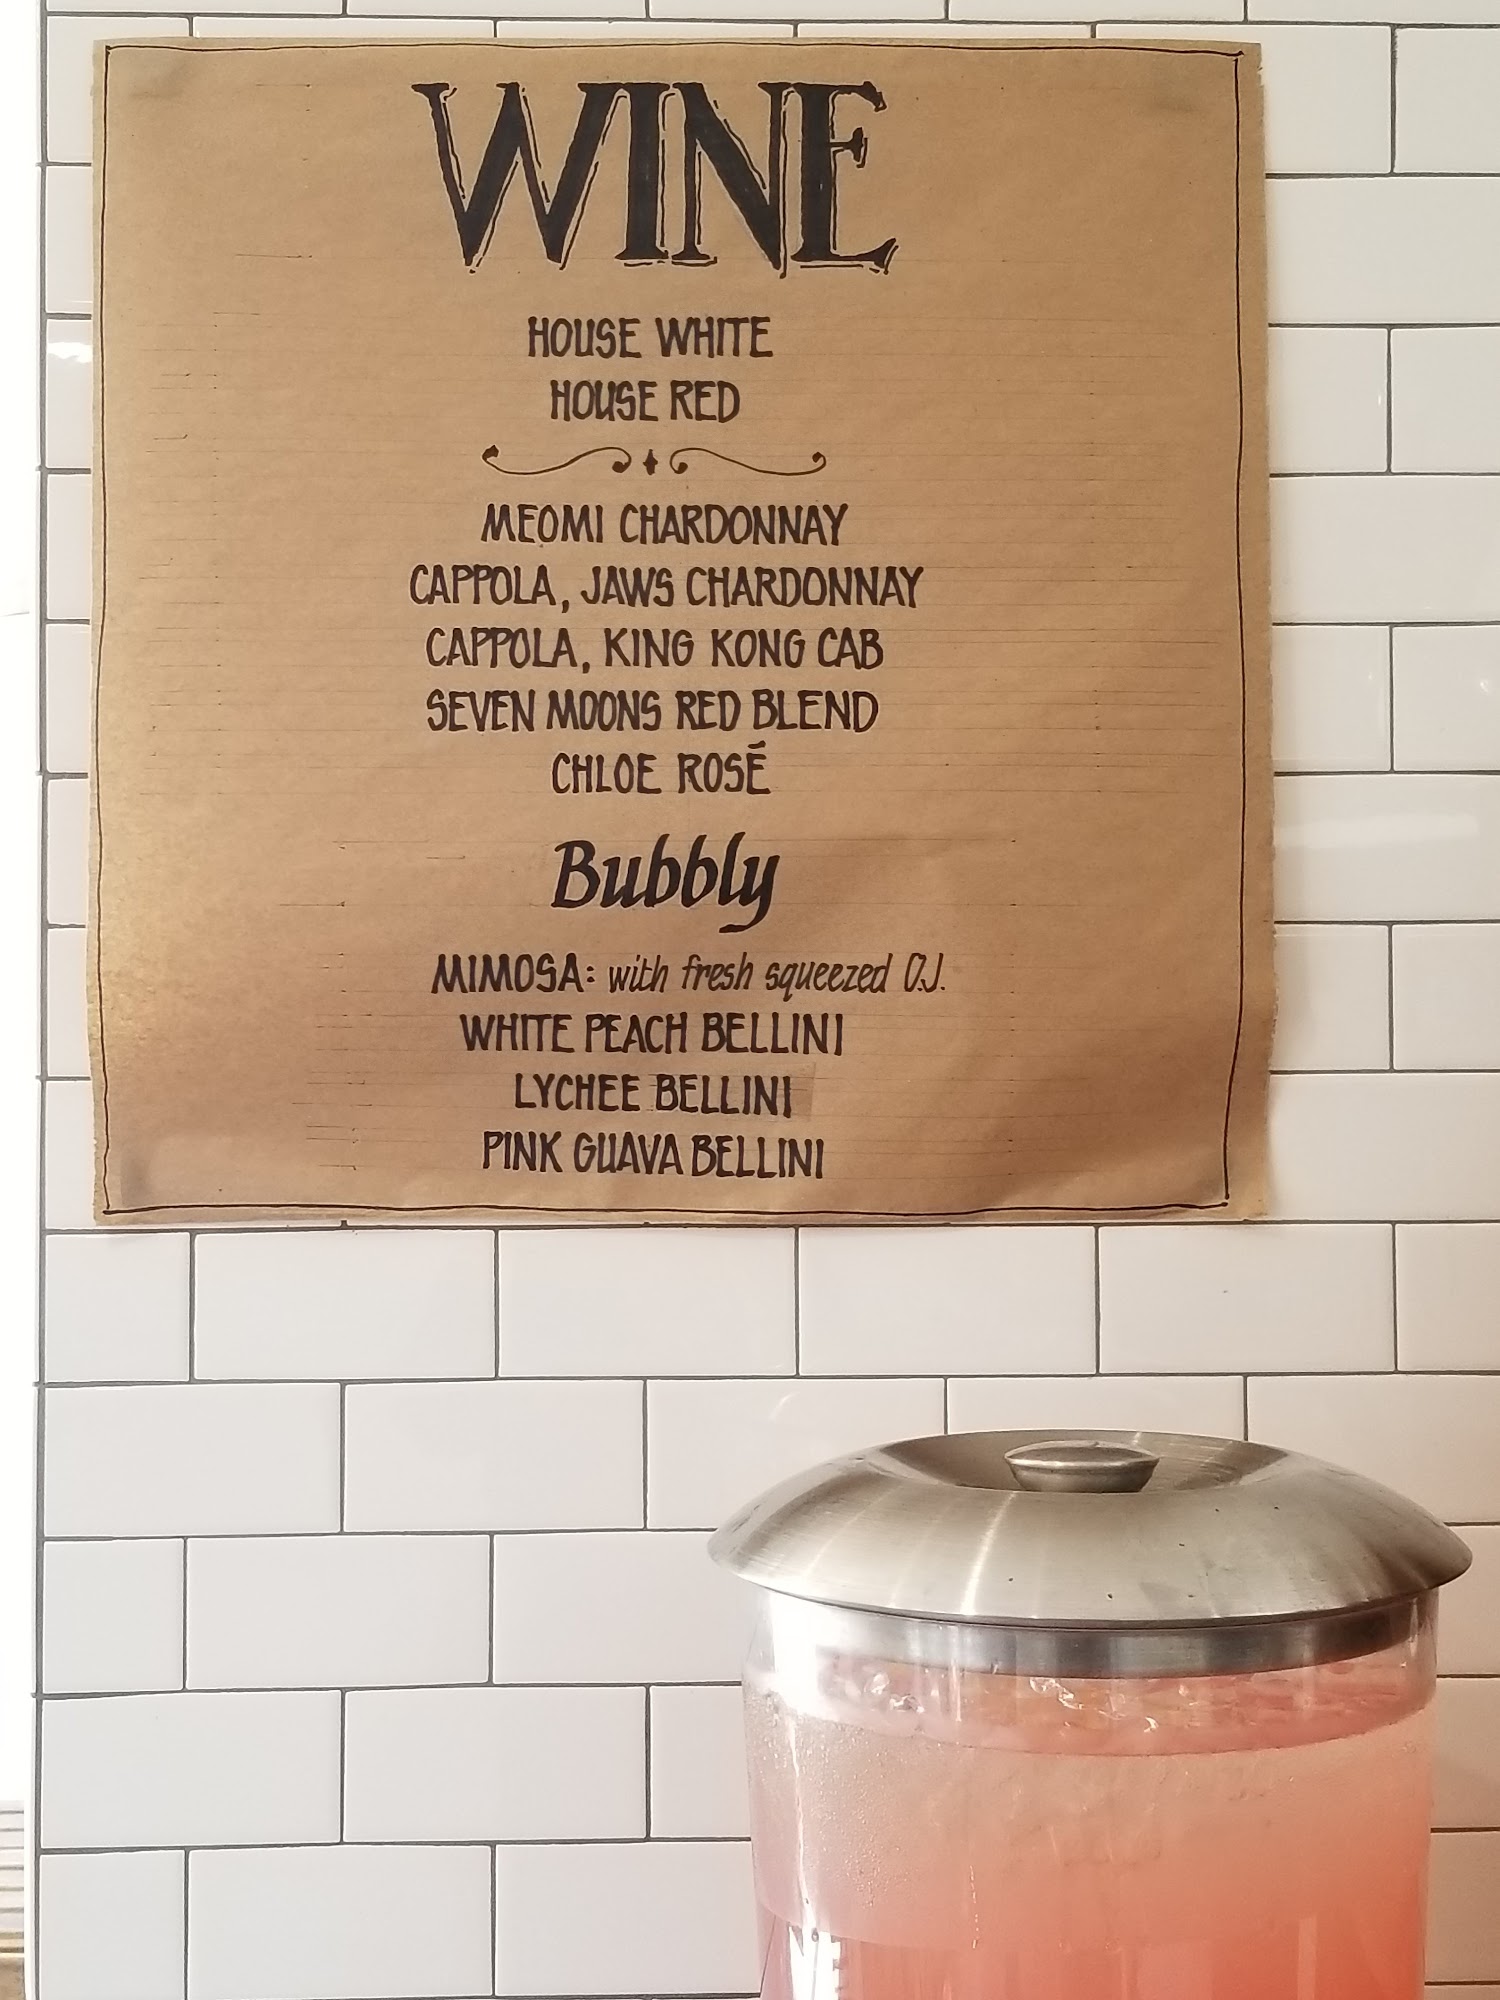 WINE
HOUSE WHITE
HOUSE RED
MEOMI CHARDONNAY
CAPPOLA, JAWS CHARDONNAY
CAPPOLA, KING KONG CAB
SEVEN MOONS RED BLEND
CHLOE ROSÉ
Bubbly
MIMOSA: with fresh squeezed O.J.
WHITE PEACH BELLINI
LYCHEE BELLINI
PINK GUAVA BELLINI